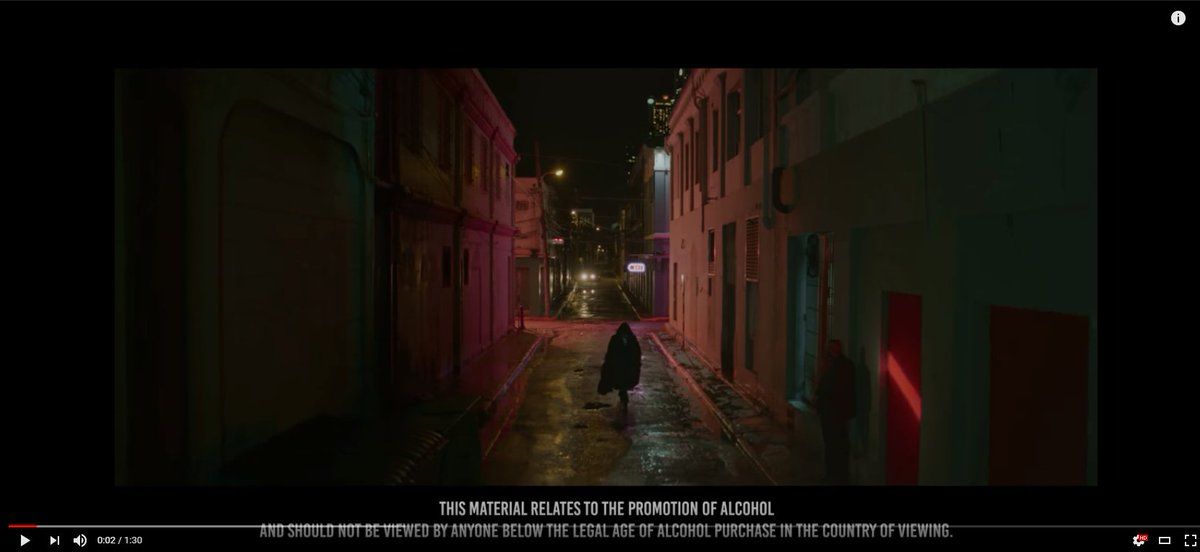 THIS MATERIAL RELATES TO THE PROMOTION OF ALCOHOL
AND SHOULD NOT BE VIEWED BY ANYONE BELOW THE LEGAL AGE OF ALCOHOL PURCHASE IN THE COUNTRY OF VIEWING.
0:02 / 1:30
HD